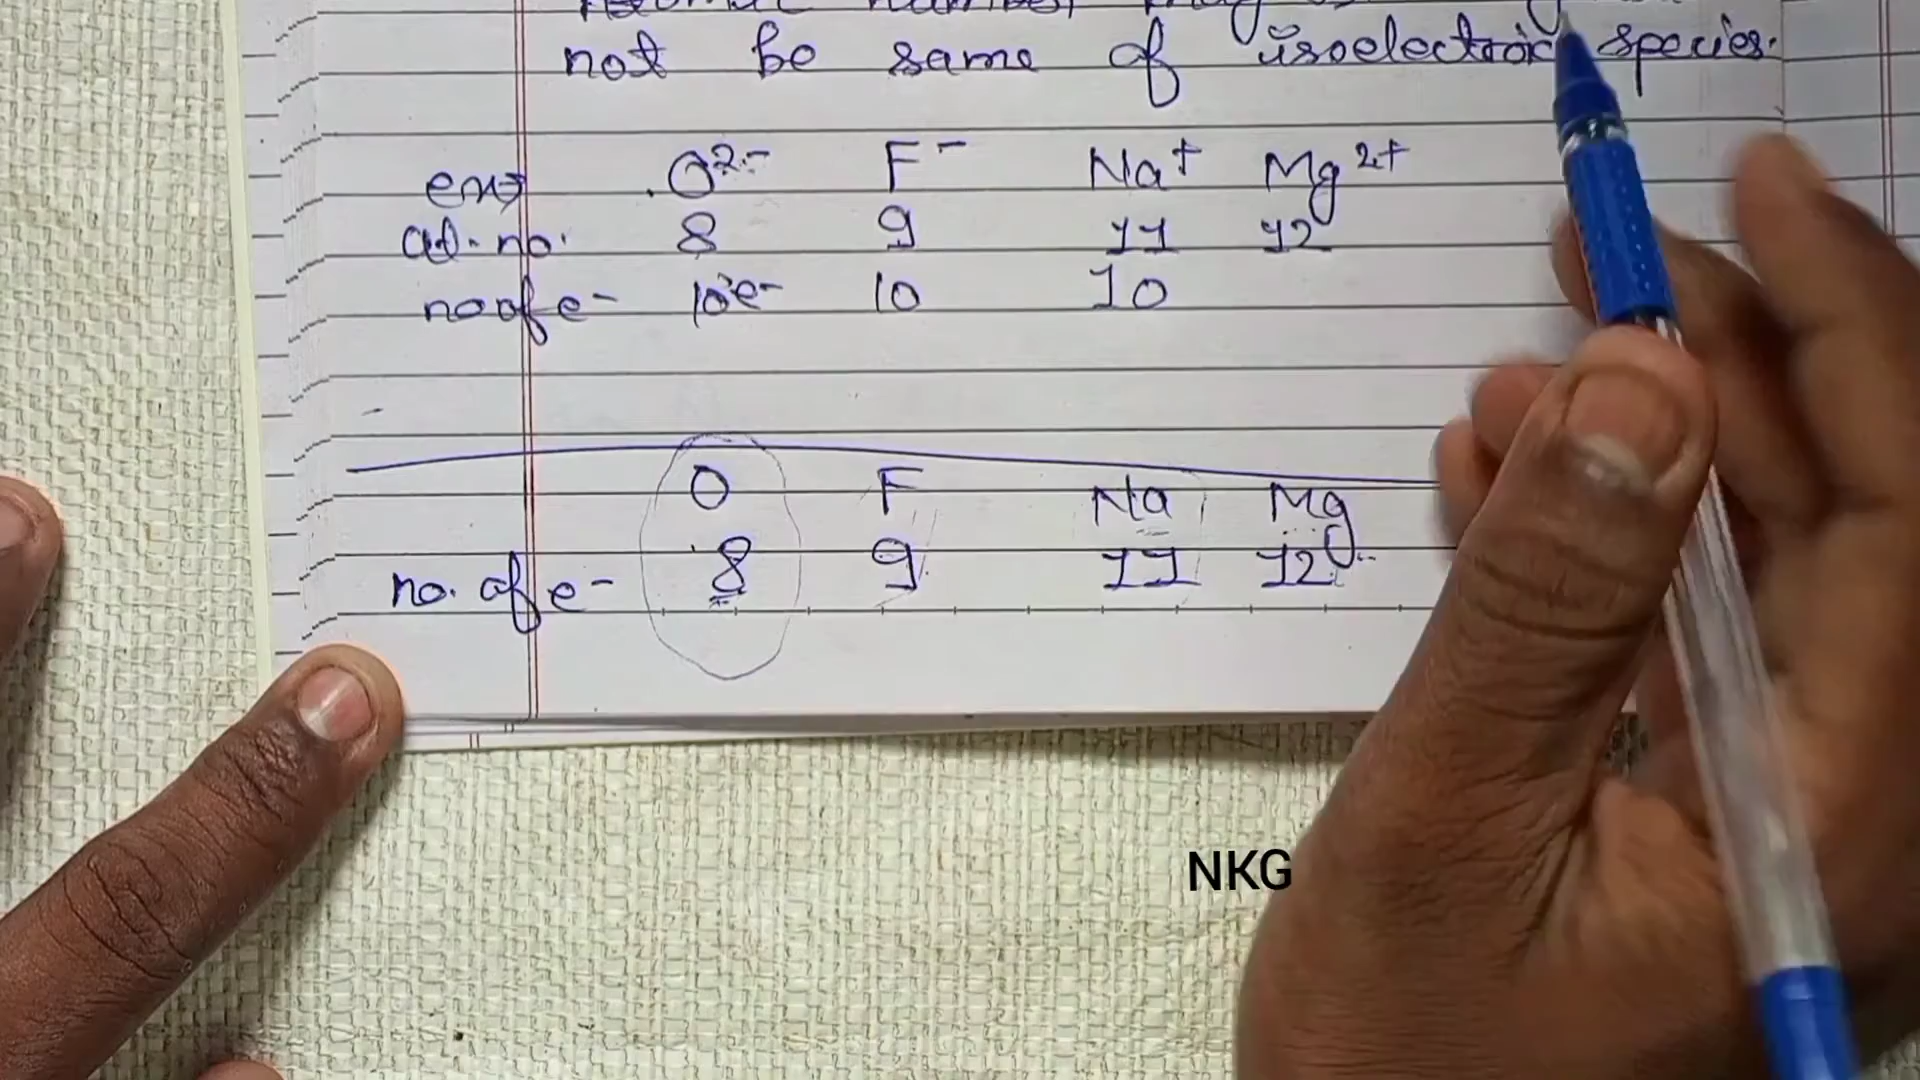 not be same of isoelectronic species.
ex→ O²⁻ F⁻ Na⁺ Mg²⁺
at. no. 8 9 11 12
no of e⁻ 10e⁻ 10 10
O F Na Mg
no. of e⁻ 8 9 11 12
NKG